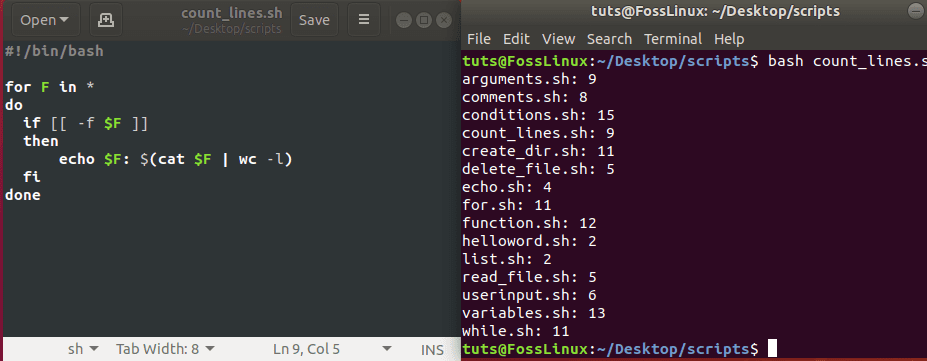 Open
count_lines.sh
~/Desktop/scripts
Save
#!/bin/bash
for F in *
do
if [[ -f $F ]]
then
echo $F: $(cat $F | wc -l)
fi
done
sh
Tab Width: 8
Ln 9, Col 5
INS
tuts@FossLinux: ~/Desktop/scripts
File Edit View Search Terminal Help
tuts@FossLinux:~/Desktop/scripts$ bash count_lines.s
arguments.sh: 9
comments.sh: 8
conditions.sh: 15
count_lines.sh: 9
create_dir.sh: 11
delete_file.sh: 5
echo.sh: 4
for.sh: 11
function.sh: 12
helloword.sh: 2
list.sh: 2
read_file.sh: 5
userinput.sh: 6
variables.sh: 13
while.sh: 11
tuts@FossLinux:~/Desktop/scripts$